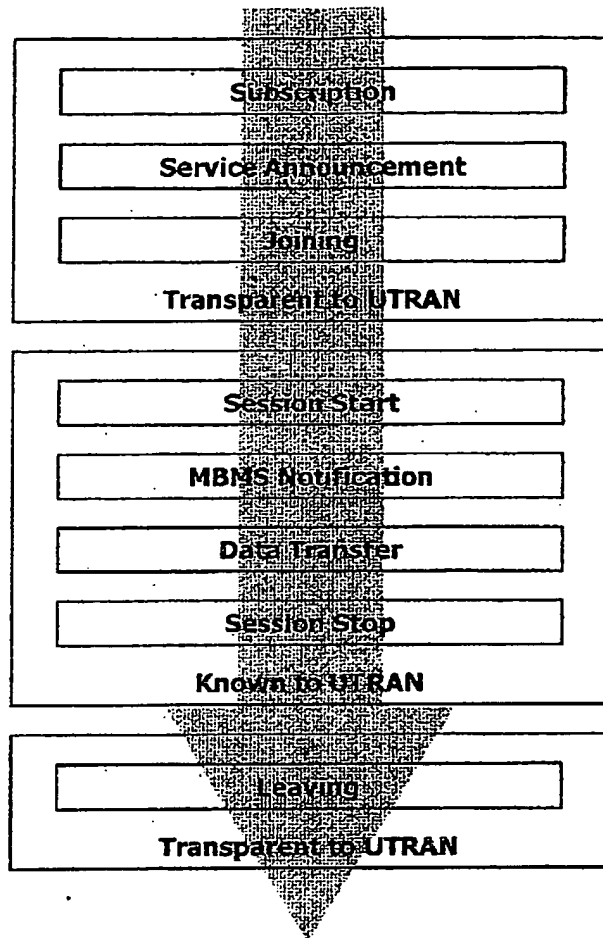 Subscription
Service Announcement
Joining
Transparent to UTRAN
Session Start
MBMS Notification
Data Transfer
Session Stop
Known to UTRAN
Leaving
Transparent to UTRAN